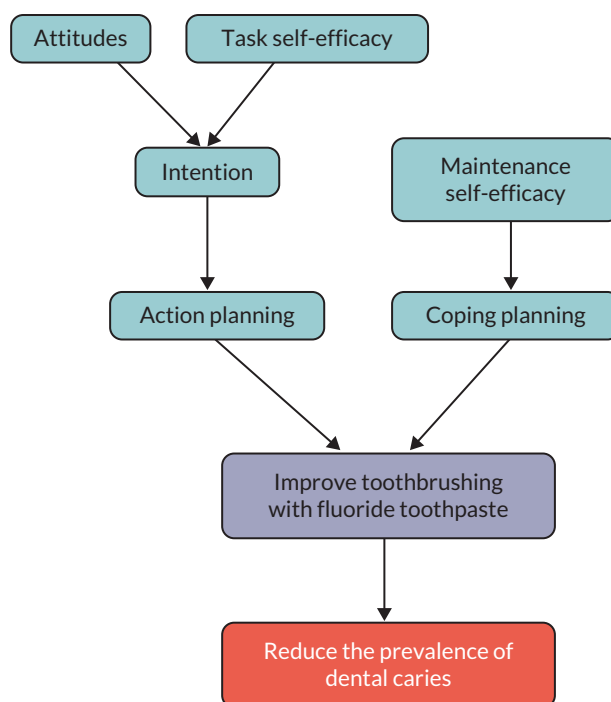 Attitudes
Task self-efficacy
Intention
Maintenance
self-efficacy
Action planning
Coping planning
Improve toothbrushing
with fluoride toothpaste
Reduce the prevalence of
dental caries